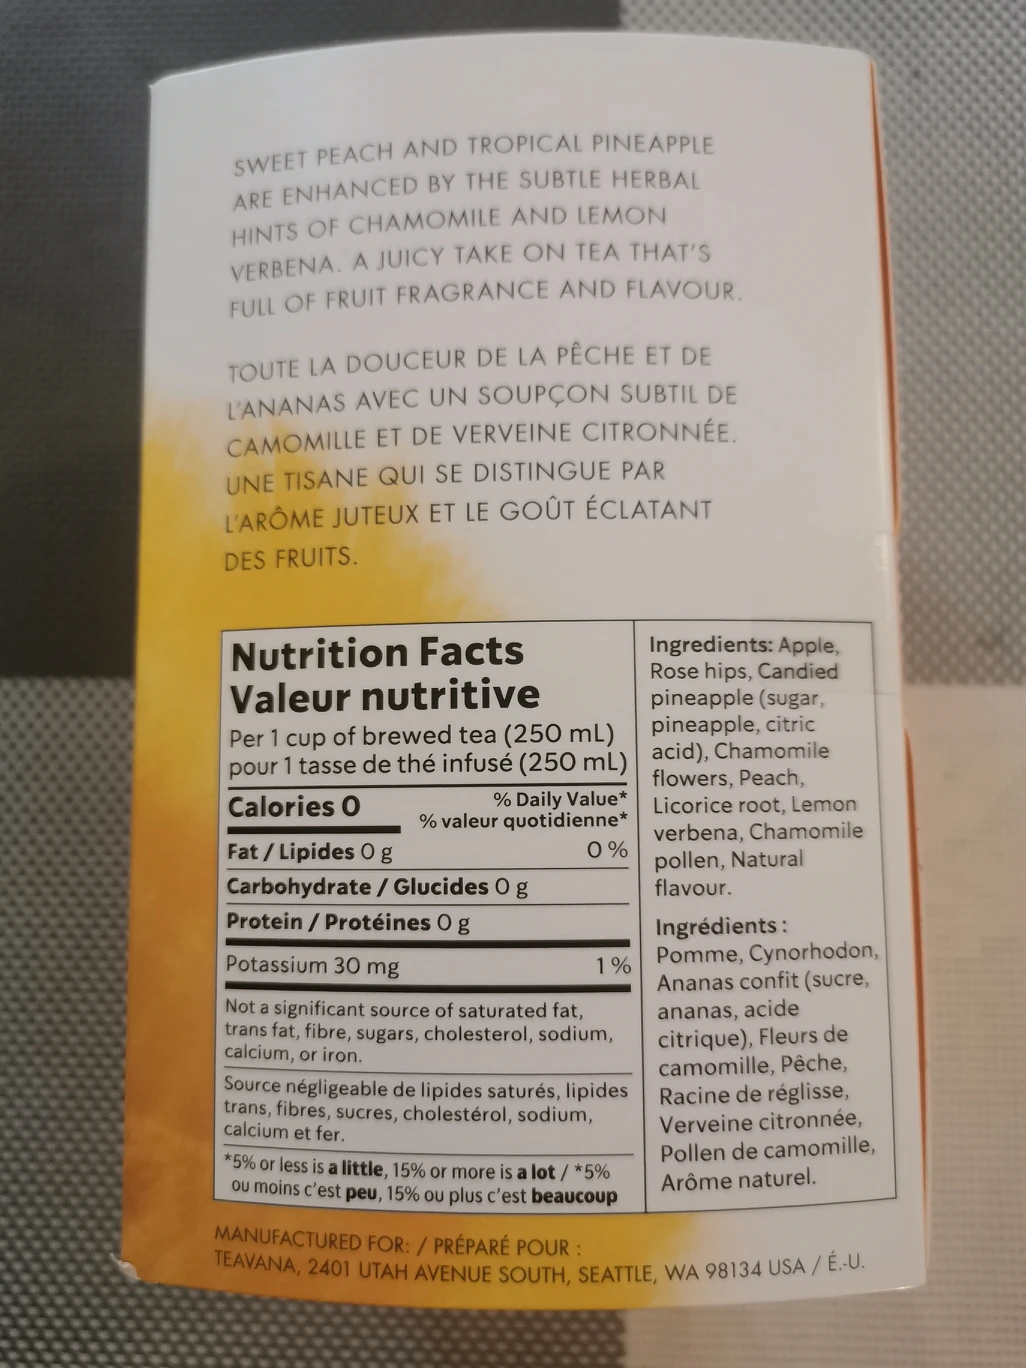 SWEET PEACH AND TROPICAL PINEAPPLE
ARE ENHANCED BY THE SUBTLE HERBAL
HINTS OF CHAMOMILE AND LEMON
VERBENA. A JUICY TAKE ON TEA THAT'S
FULL OF FRUIT FRAGRANCE AND FLAVOUR.
TOUTE LA DOUCEUR DE LA PÊCHE ET DE
L'ANANAS AVEC UN SOUPÇON SUBTIL DE
CAMOMILLE ET DE VERVEINE CITRONNÉE.
UNE TISANE QUI SE DISTINGUE PAR
L'ARÔME JUTEUX ET LE GOÛT ÉCLATANT
DES FRUITS.
Nutrition Facts
Valeur nutritive
Per 1 cup of brewed tea (250 mL)
pour 1 tasse de thé infusé (250 mL)
Calories 0
% Daily Value*
% valeur quotidienne*
Fat / Lipides 0 g 0 %
Carbohydrate / Glucides 0 g
Protein / Protéines 0 g
Potassium 30 mg 1 %
Not a significant source of saturated fat,
trans fat, fibre, sugars, cholesterol, sodium,
calcium, or iron.
Source négligeable de lipides saturés, lipides
trans, fibres, sucres, cholestérol, sodium,
calcium et fer.
*5% or less is a little, 15% or more is a lot / *5%
ou moins c'est peu, 15% ou plus c'est beaucoup
Ingredients: Apple,
Rose hips, Candied
pineapple (sugar,
pineapple, citric
acid), Chamomile
flowers, Peach,
Licorice root, Lemon
verbena, Chamomile
pollen, Natural
flavour.
Ingrédients :
Pomme, Cynorhodon,
Ananas confit (sucre,
ananas, acide
citrique), Fleurs de
camomille, Pêche,
Racine de réglisse,
Verveine citronnée,
Pollen de camomille,
Arôme naturel.
MANUFACTURED FOR: / PRÉPARÉ POUR :
TEAVANA, 2401 UTAH AVENUE SOUTH, SEATTLE, WA 98134 USA / É.-U.